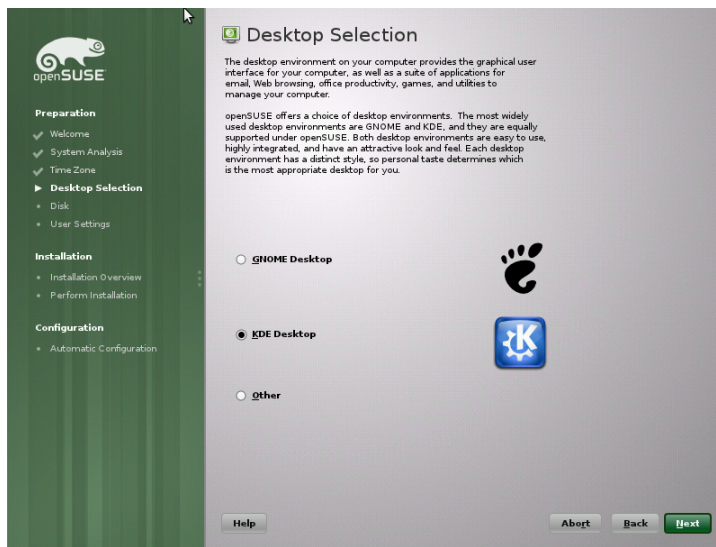 openSUSE
Preparation
Welcome
System Analysis
Time Zone
Desktop Selection
Disk
User Settings
Installation
Installation Overview
Perform Installation
Configuration
Automatic Configuration
Desktop Selection
The desktop environment on your computer provides the graphical user
interface for your computer, as well as a suite of applications for
email, Web browsing, office productivity, games, and utilities to
manage your computer.
openSUSE offers a choice of desktop environments. The most widely
used desktop environments are GNOME and KDE, and they are equally
supported under openSUSE. Both desktop environments are easy to use,
highly integrated, and have an attractive look and feel. Each desktop
environment has a distinct style, so personal taste determines which
is the most appropriate desktop for you.
GNOME Desktop
KDE Desktop
K
Other
Help
Abort
Back
Next